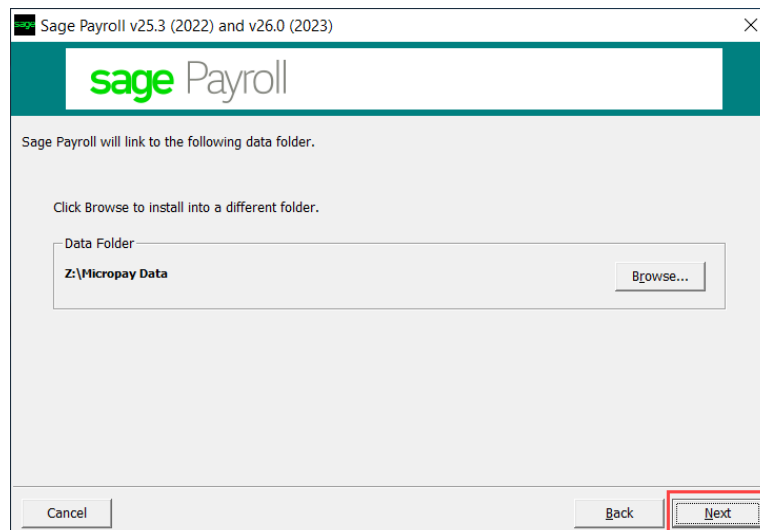 sage Sage Payroll v25.3 (2022) and v26.0 (2023)
sage Payroll
Sage Payroll will link to the following data folder.
Click Browse to install into a different folder.
Data Folder
Z:\Micropay Data
Browse...
Cancel
Back
Next